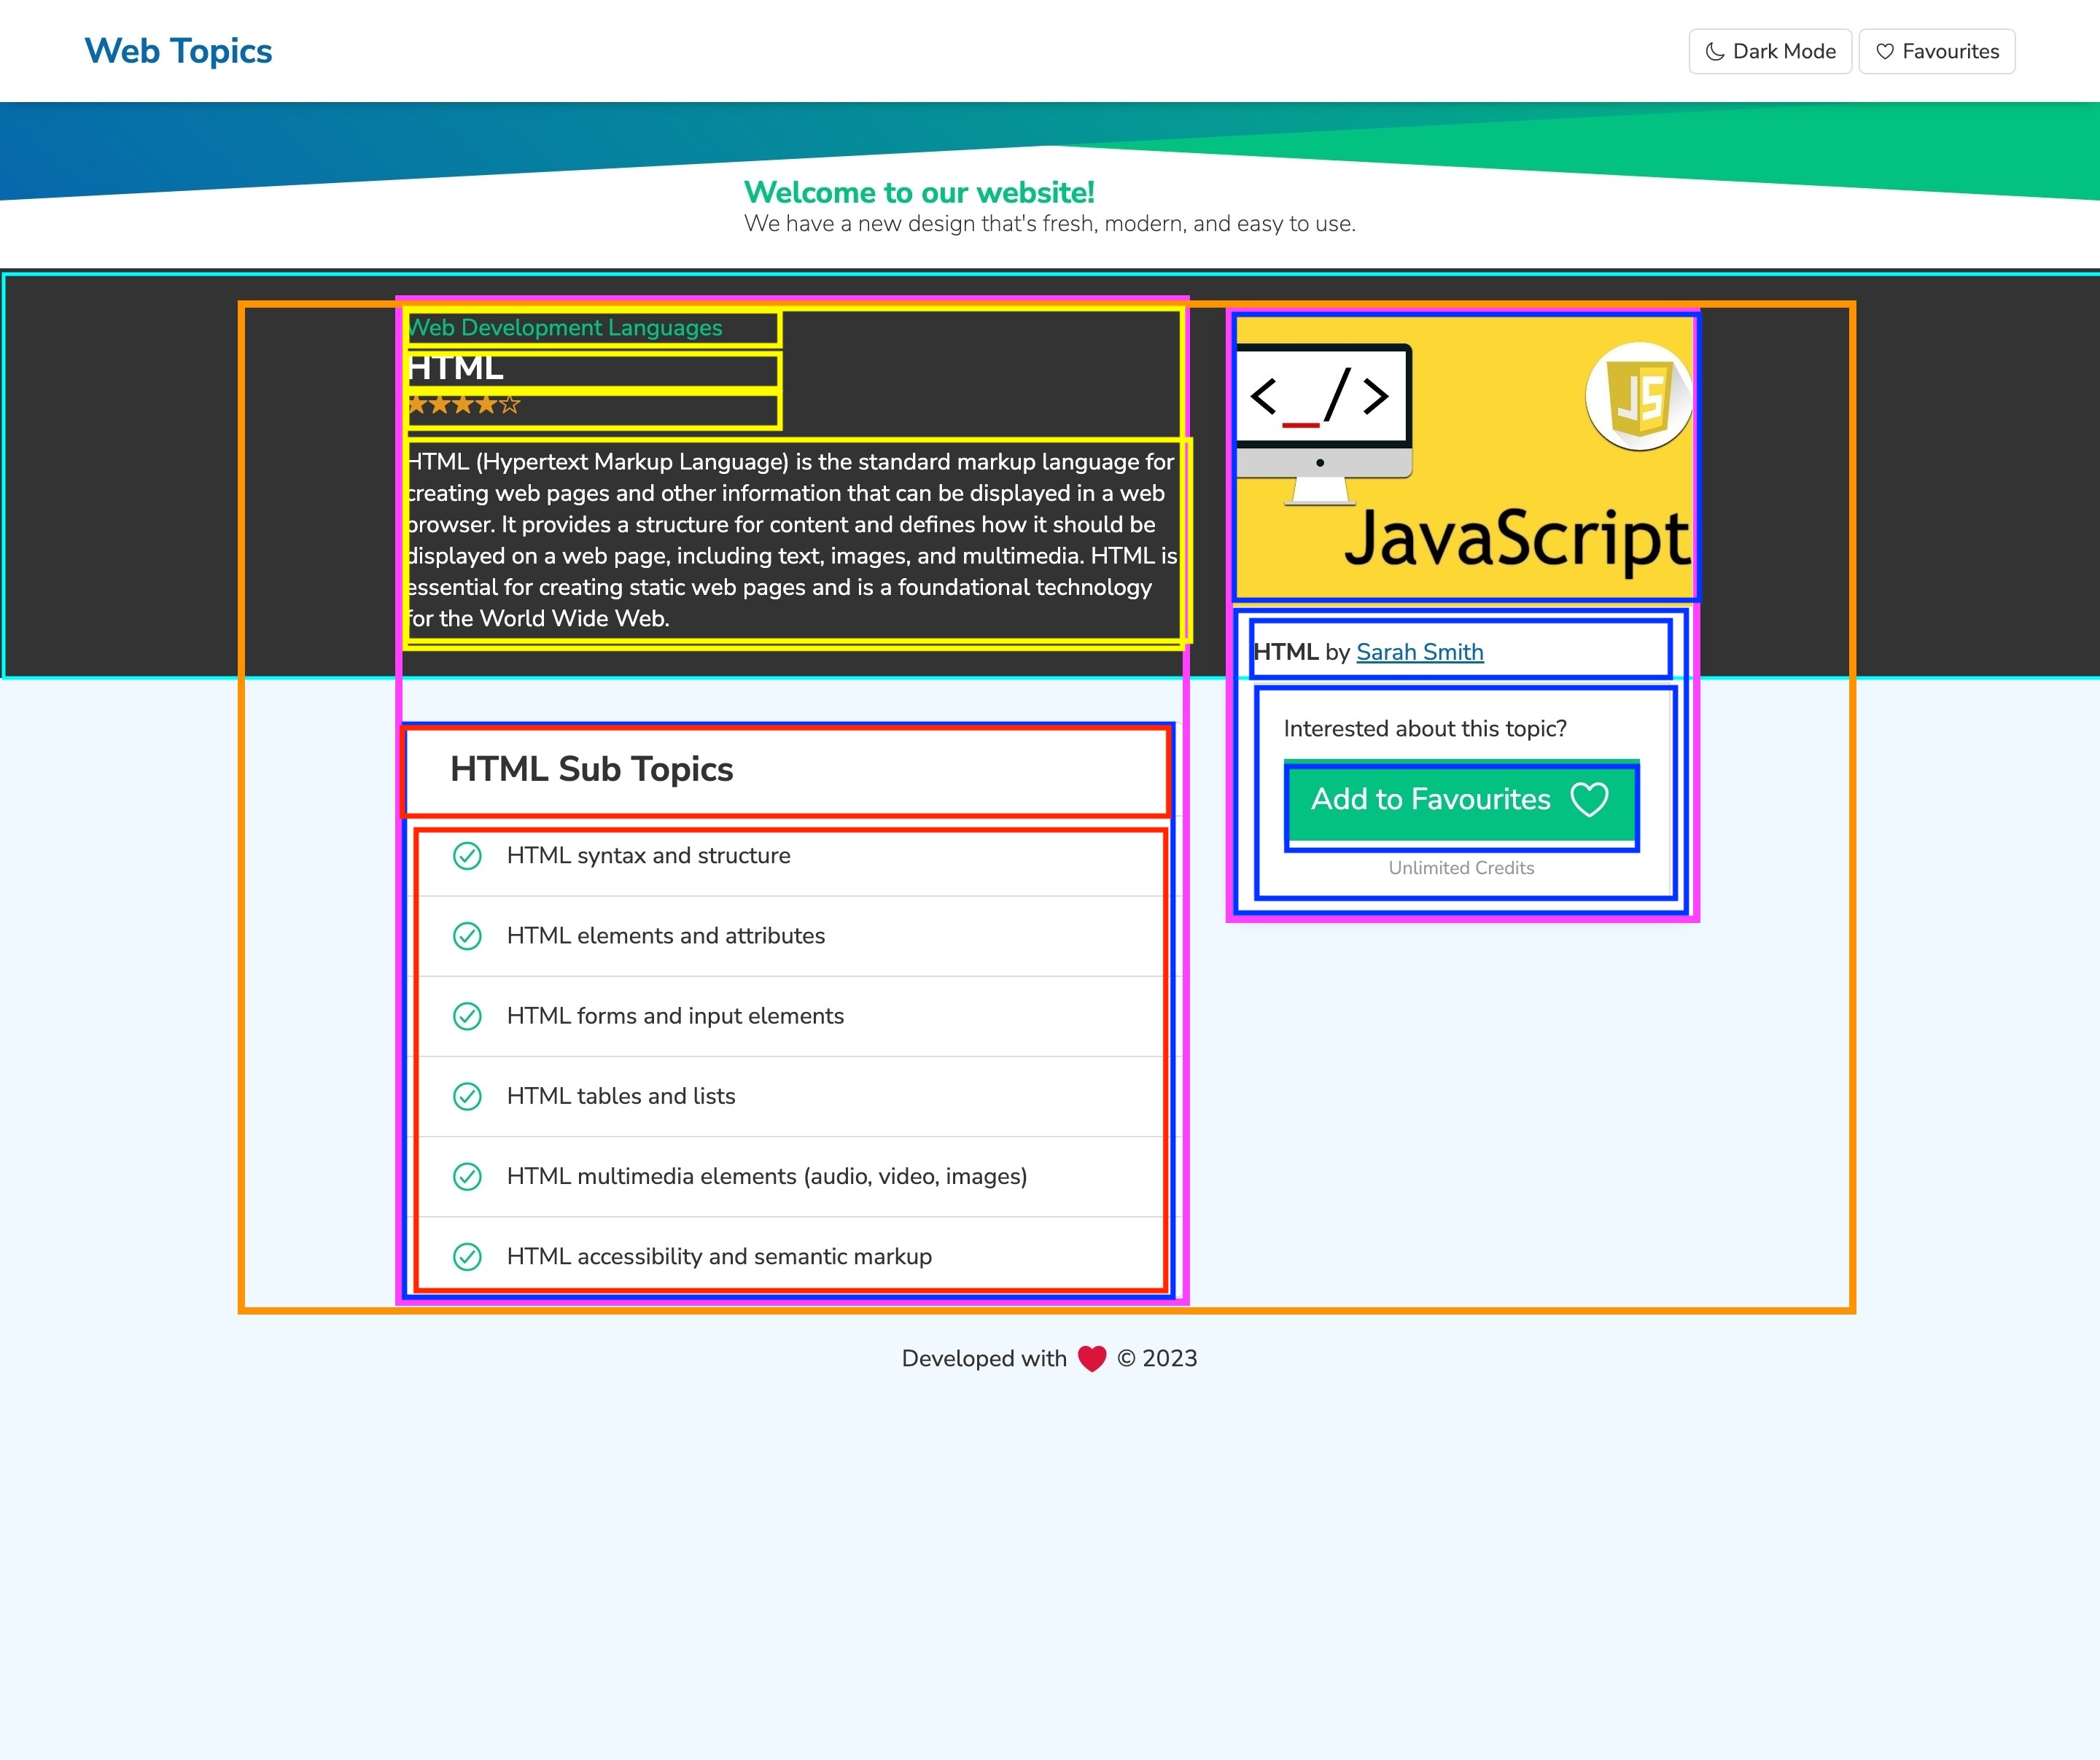 Web Topics
Dark Mode
Favourites
Welcome to our website!
We have a new design that's fresh, modern, and easy to use.
Web Development Languages
HTML
★★★★☆
HTML (Hypertext Markup Language) is the standard markup language for
creating web pages and other information that can be displayed in a web
browser. It provides a structure for content and defines how it should be
displayed on a web page, including text, images, and multimedia. HTML is
essential for creating static web pages and is a foundational technology
for the World Wide Web.
<_/>
JS
JavaScript
HTML by Sarah Smith
Interested about this topic?
Add to Favourites
Unlimited Credits
HTML Sub Topics
HTML syntax and structure
HTML elements and attributes
HTML forms and input elements
HTML tables and lists
HTML multimedia elements (audio, video, images)
HTML accessibility and semantic markup
Developed with ❤ © 2023